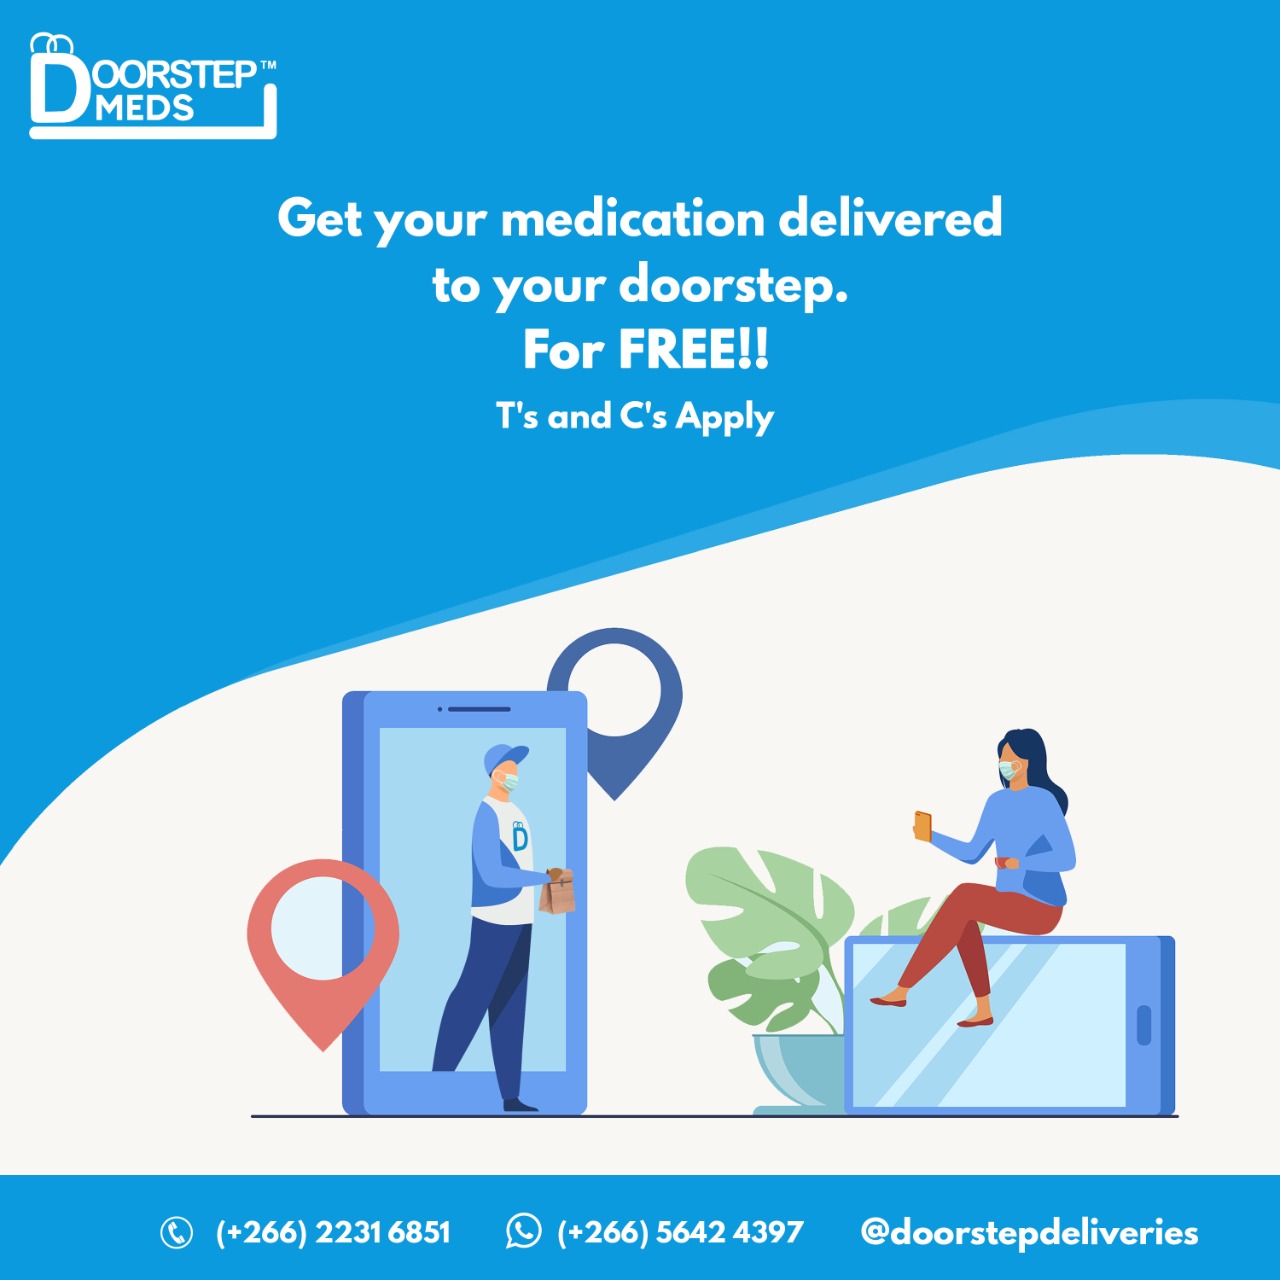 DOORSTEP™
MEDS
Get your medication delivered
to your doorstep.
For FREE!!
T's and C's Apply
D
(+266) 2231 6851
(+266) 5642 4397
@doorstepdeliveries